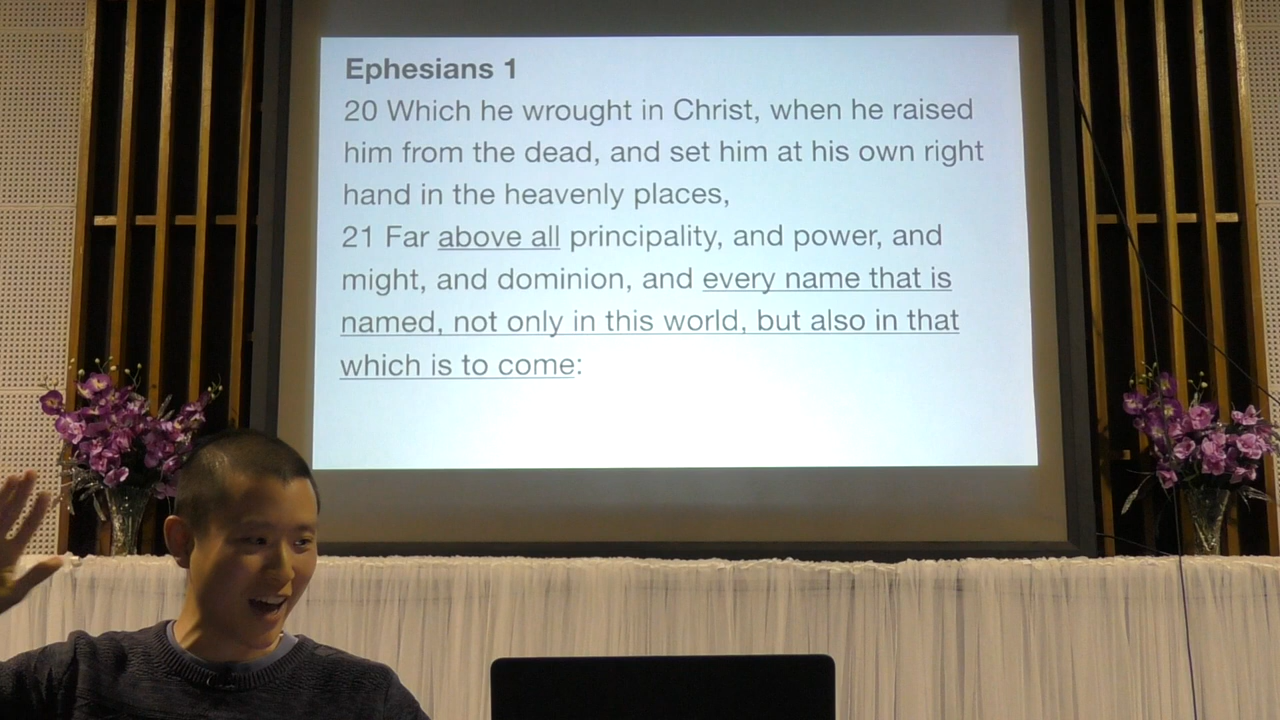 Ephesians 1
20 Which he wrought in Christ, when he raised
him from the dead, and set him at his own right
hand in the heavenly places,
21 Far above all principality, and power, and
might, and dominion, and every name that is
named, not only in this world, but also in that
which is to come: